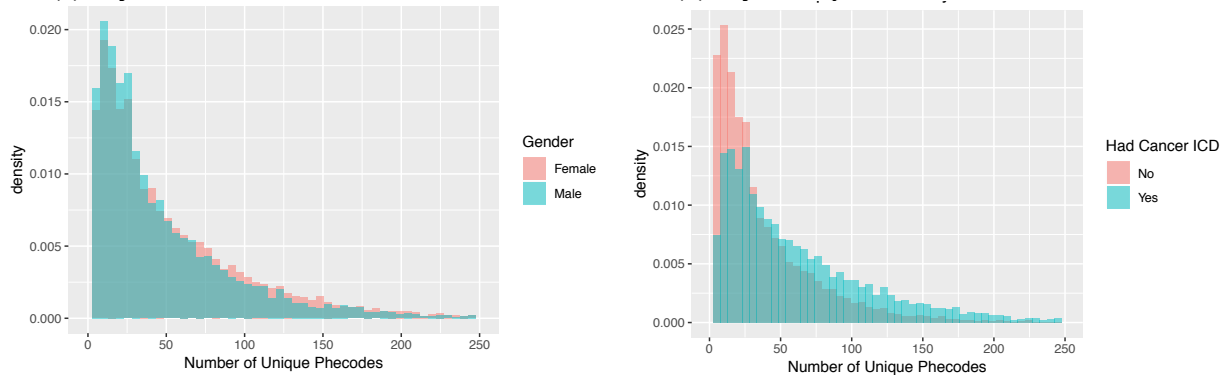 0.020
0.015
0.010
0.005
0.000
density
0 50 100 150 200 250
Number of Unique Phecodes
Gender
Female
Male
0.025
0.020
0.015
0.010
0.005
0.000
density
0 50 100 150 200 250
Number of Unique Phecodes
Had Cancer ICD
No
Yes